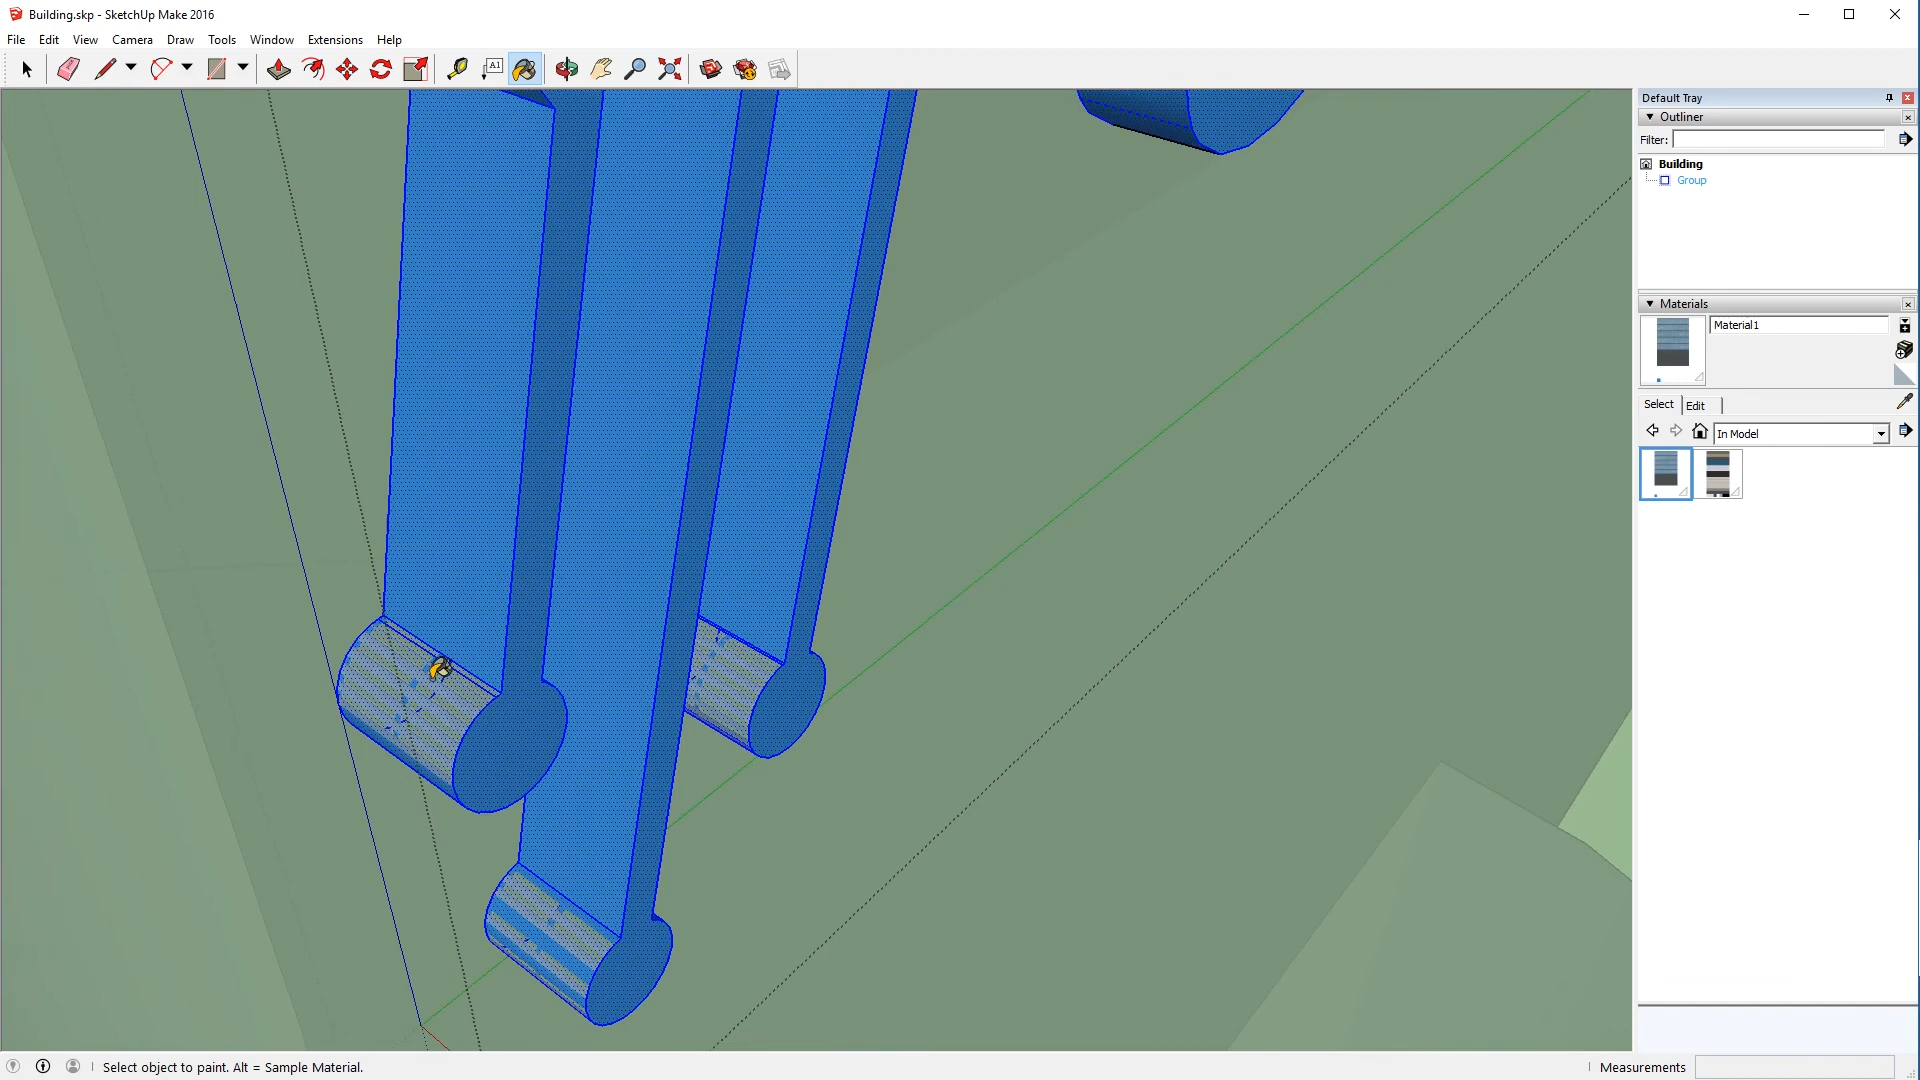 Building.skp - SketchUp Make 2016
File Edit View Camera Draw Tools Window Extensions Help
A1
Default Tray
Outliner
Filter:
Building
Group
Materials
Material1
Select Edit
In Model
Select object to paint. Alt = Sample Material.
Measurements